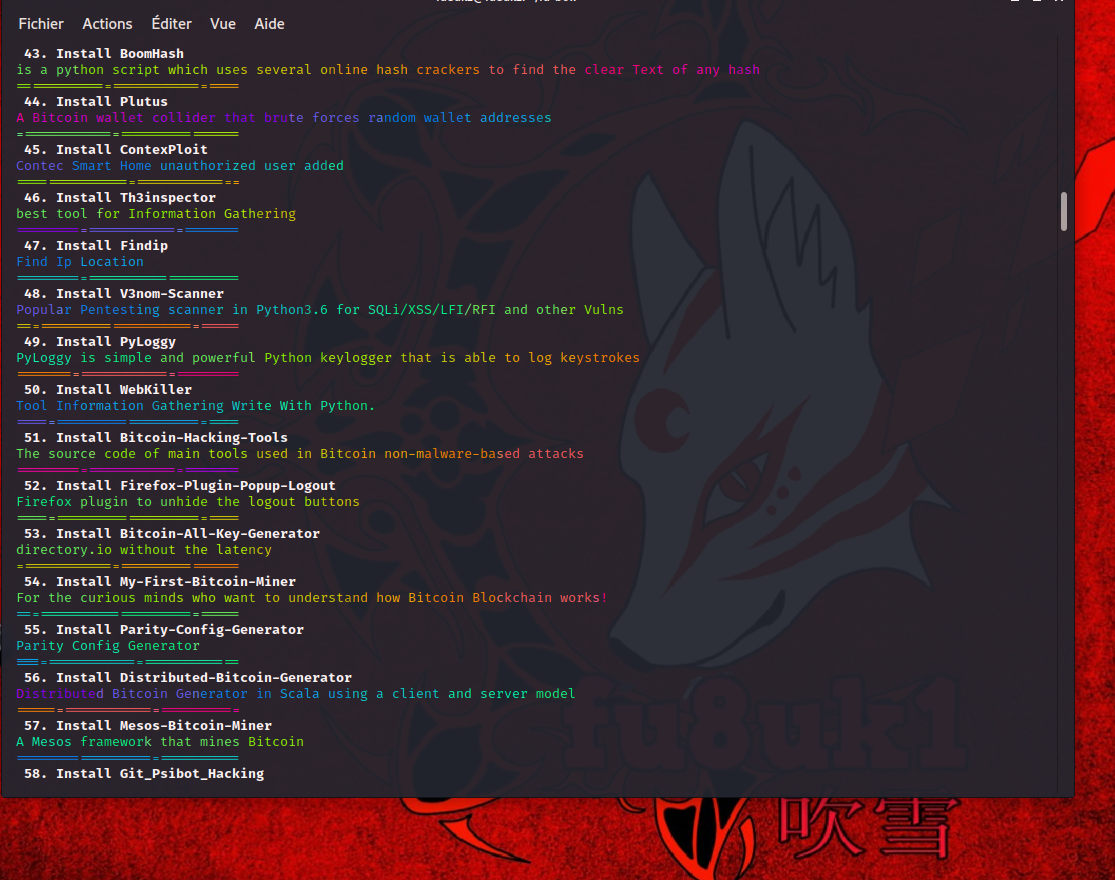 Fichier Actions Éditer Vue Aide
43. Install BoomHash
is a python script which uses several online hash crackers to find the clear Text of any hash
44. Install Plutus
A Bitcoin wallet collider that brute forces random wallet addresses
45. Install ContexPloit
Contec Smart Home unauthorized user added
46. Install Th3inspector
best tool for Information Gathering
47. Install Findip
Find Ip Location
48. Install V3nom-Scanner
Popular Pentesting scanner in Python3.6 for SQLi/XSS/LFI/RFI and other Vulns
49. Install PyLoggy
PyLoggy is simple and powerful Python keylogger that is able to log keystrokes
50. Install WebKiller
Tool Information Gathering Write With Python.
51. Install Bitcoin-Hacking-Tools
The source code of main tools used in Bitcoin non-malware-based attacks
52. Install Firefox-Plugin-Popup-Logout
Firefox plugin to unhide the logout buttons
53. Install Bitcoin-All-Key-Generator
directory.io without the latency
54. Install My-First-Bitcoin-Miner
For the curious minds who want to understand how Bitcoin Blockchain works!
55. Install Parity-Config-Generator
Parity Config Generator
56. Install Distributed-Bitcoin-Generator
Distributed Bitcoin Generator in Scala using a client and server model
57. Install Mesos-Bitcoin-Miner
A Mesos framework that mines Bitcoin
58. Install Git_Psibot_Hacking
fu8uk1
吹雪